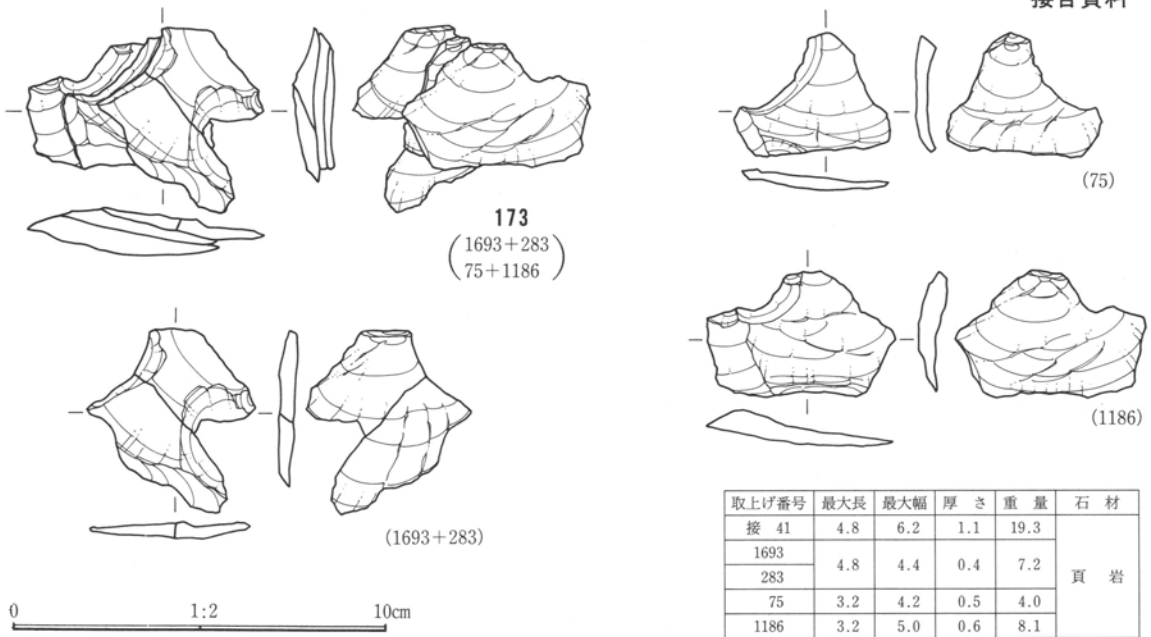 接合資料
173
(1693+283
75+1186)
(75)
(1186)
(1693+283)
0 1:2 10cm
取上げ番号 最大長 最大幅 厚さ 重量 石材
接 41 4.8 6.2 1.1 19.3 頁岩
1693 4.8 4.4 0.4 7.2
283
75 3.2 4.2 0.5 4.0
1186 3.2 5.0 0.6 8.1